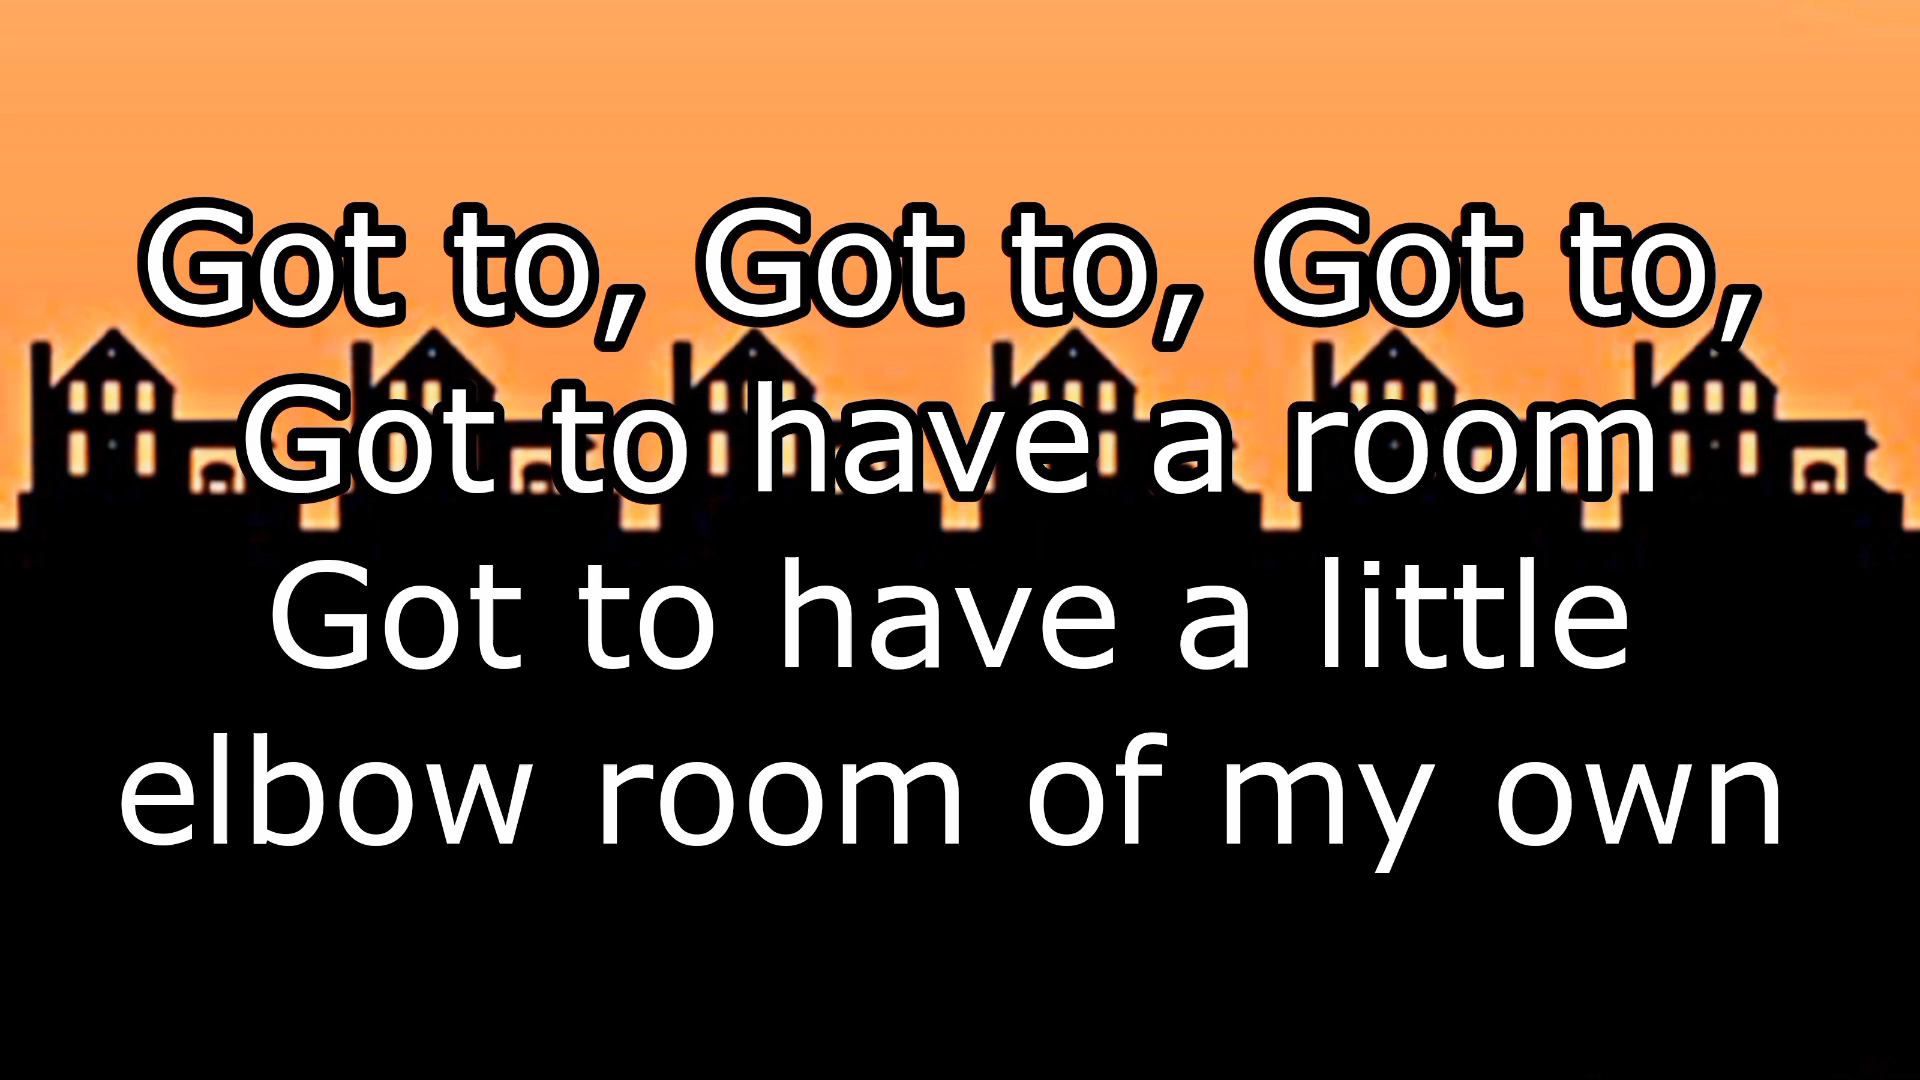 Got to, Got to, Got to,
Got to have a room
Got to have a little
elbow room of my own